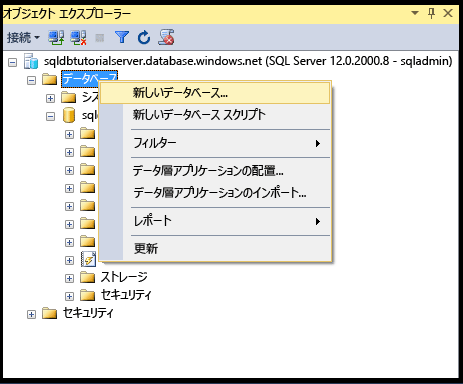 オブジェクト エクスプローラー
接続
sqldbtutorialserver.database.windows.net (SQL Server 12.0.2000.8 - sqladmin)
データベース
新しいデータベース...
新しいデータベース スクリプト
フィルター
データ層アプリケーションの配置...
データ層アプリケーションのインポート...
レポート
更新
ストレージ
セキュリティ
セキュリティ